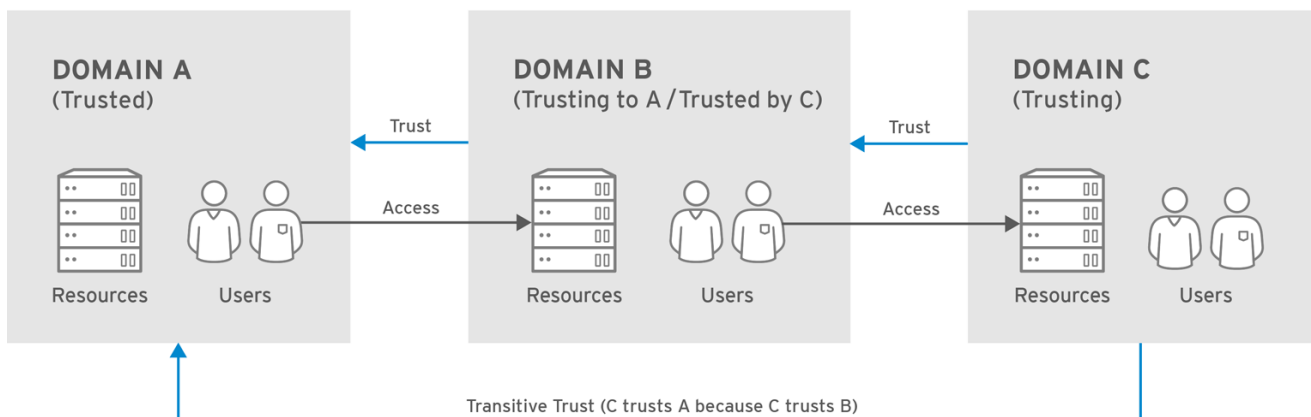 DOMAIN A
(Trusted)
DOMAIN B
(Trusting to A / Trusted by C)
DOMAIN C
(Trusting)
Trust
Trust
Access
Access
Resources
Users
Resources
Users
Resources
Users
Transitive Trust (C trusts A because C trusts B)